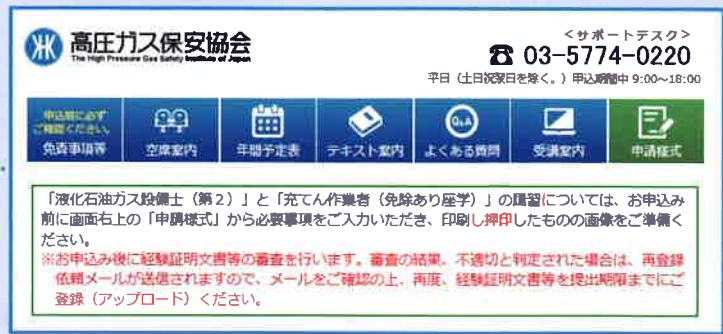 高圧ガス保安協会
The High Pressure Gas Safety Institute of Japan
<サポートデスク>
☎ 03-5774-0220
平日(土日祝祭日を除く。)申込期間中 9:00~18:00
申込前に必ず
ご確認ください。
免責事項等
空席案内
年間予定表
テキスト案内
Q&A
よくある質問
受講案内
申請様式
「液化石油ガス設備士(第2)」と「充てん作業者(免除あり座学)」の講習については、お申込み
前に画面右上の「申請様式」から必要事項をご入力いただき、印刷し押印したものの画像をご準備く
ださい。
※お申込み後に経験証明文書等の審査を行います。審査の結果、不適切と判定された場合は、再登録
依頼メールが送信されますので、メールをご確認の上、再度、経験証明文書等を提出期限までにご
登録(アップロード)ください。